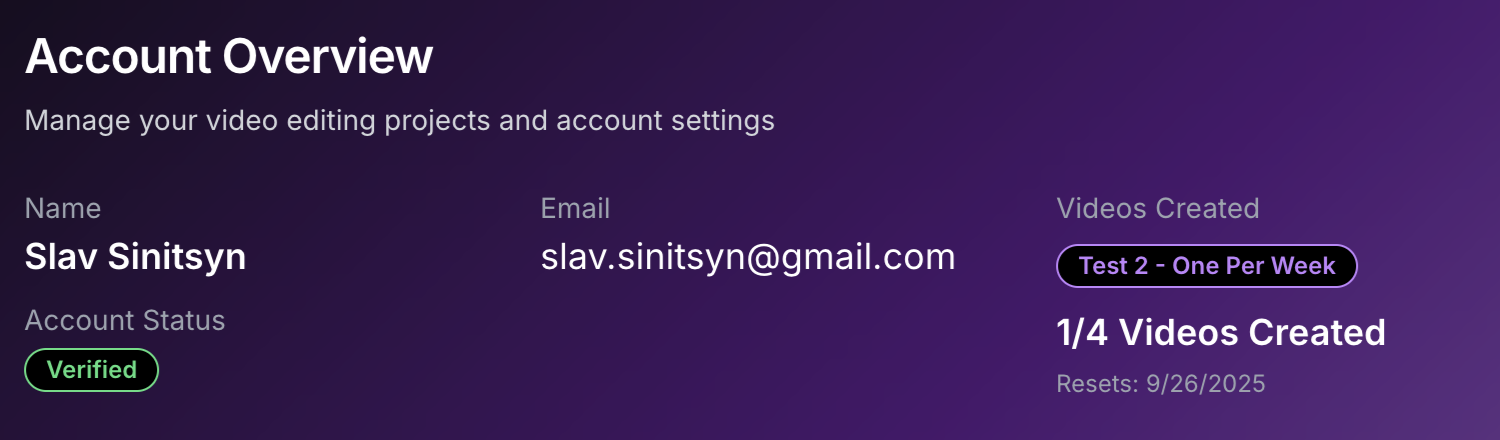 Account Overview
Manage your video editing projects and account settings
Name
Slav Sinitsyn
Account Status
Verified
Email
slav.sinitsyn@gmail.com
Videos Created
Test 2 - One Per Week
1/4 Videos Created
Resets: 9/26/2025